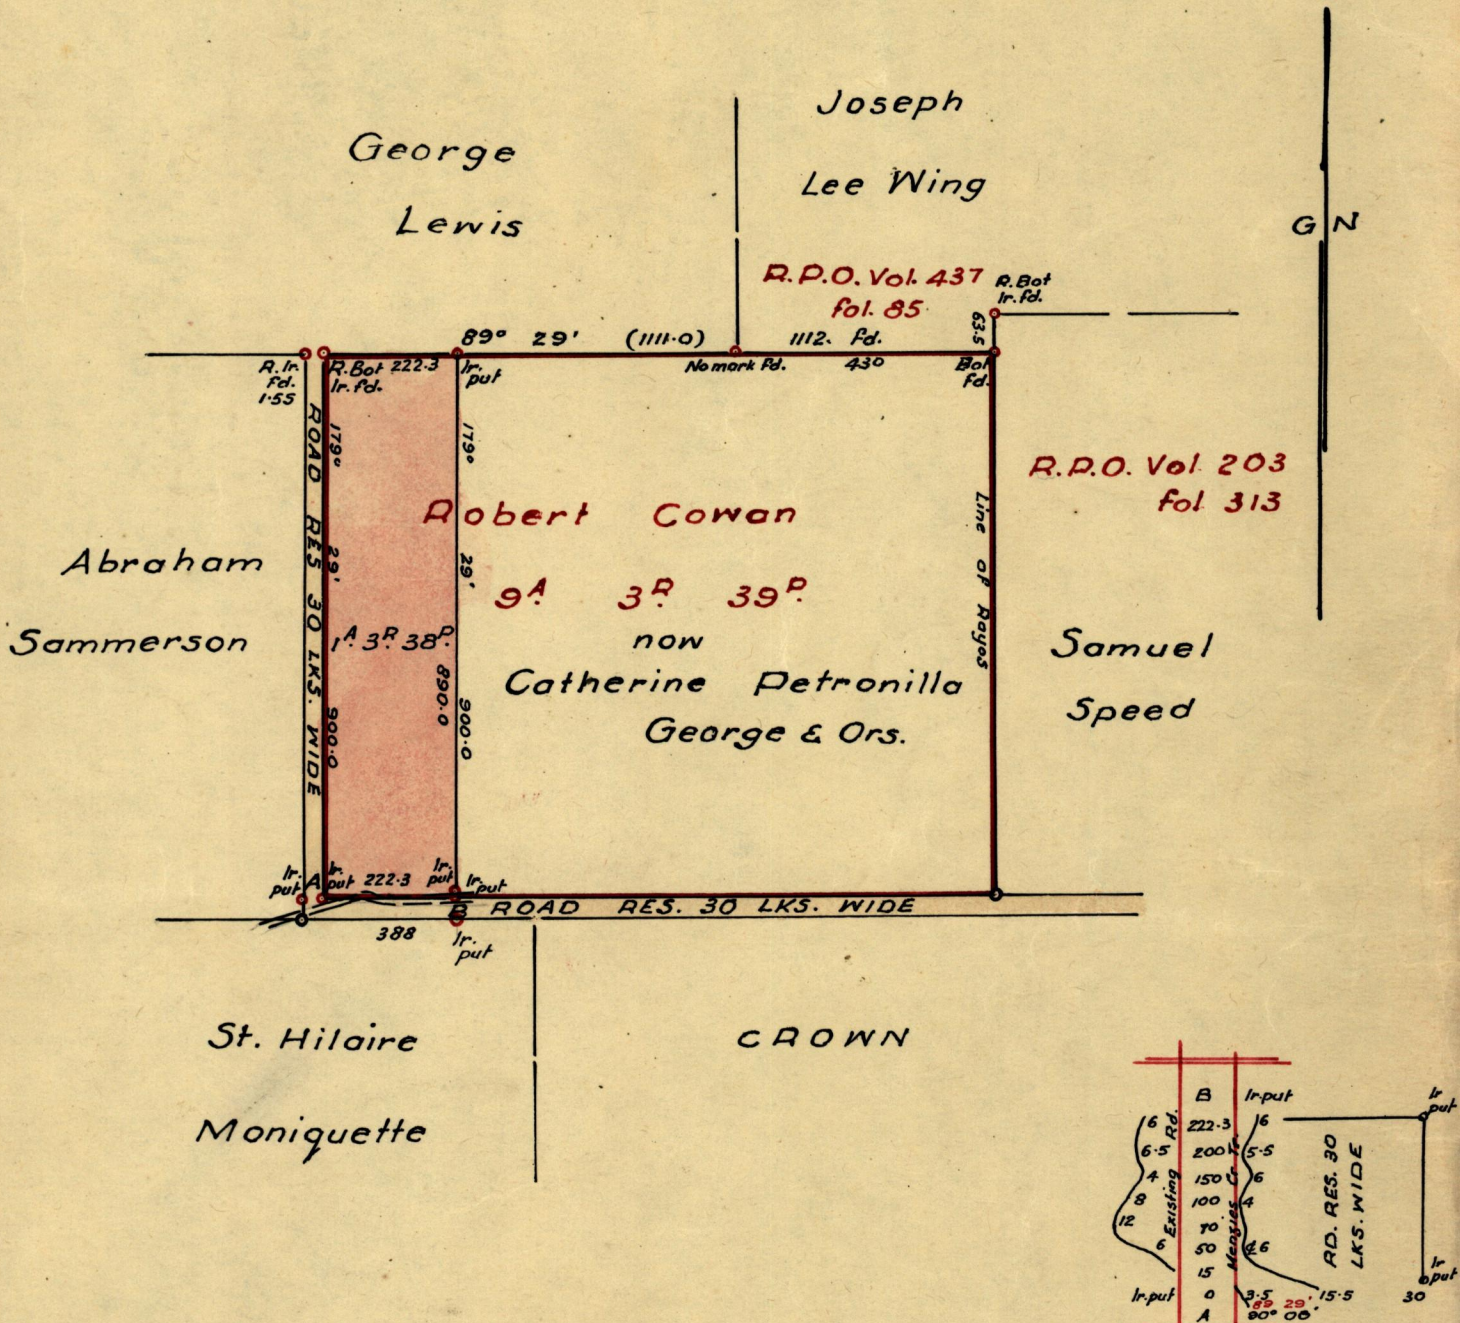 George
Lewis
Joseph
Lee Wing
G N
R.P.O. Vol. 437
fol. 85
R. Bot
Ir. fd.
63.5
89° 29' (1111.0) 1112. fd.
R. Ir.
Fd.
1.55
R. Bot 222.3
Ir. fd.
Ir.
put
No mark Fd.
430
Bot
Fd.
ROAD RES 30 LKS. WIDE
179° 29' 900.0
179° 29' 900.0
890.0
Line of Rayos
R.P.O. Vol 203
fol 313
Robert Cowan
9A. 3R. 39P.
now
Catherine Petronilla
George & Ors.
1A. 3R. 38P.
Abraham
Sammerson
Samuel
Speed
Ir.
put
A
Ir.
put 222.3
Ir.
put
Ir.
put
B ROAD RES. 30 LKS. WIDE
388
Ir.
put
St. Hilaire
Moniquette
CROWN
B Ir. put
6 222.3 6
6.5 200 5.5
4 150 6
8 100 4
12 70
6 50 6
15
Ir. put 0 3.5 15.5 30
A 89 29'
90° 06'
Existing Rd.
RD. RES. 30
LKS. WIDE
Ir
put
Ir
put